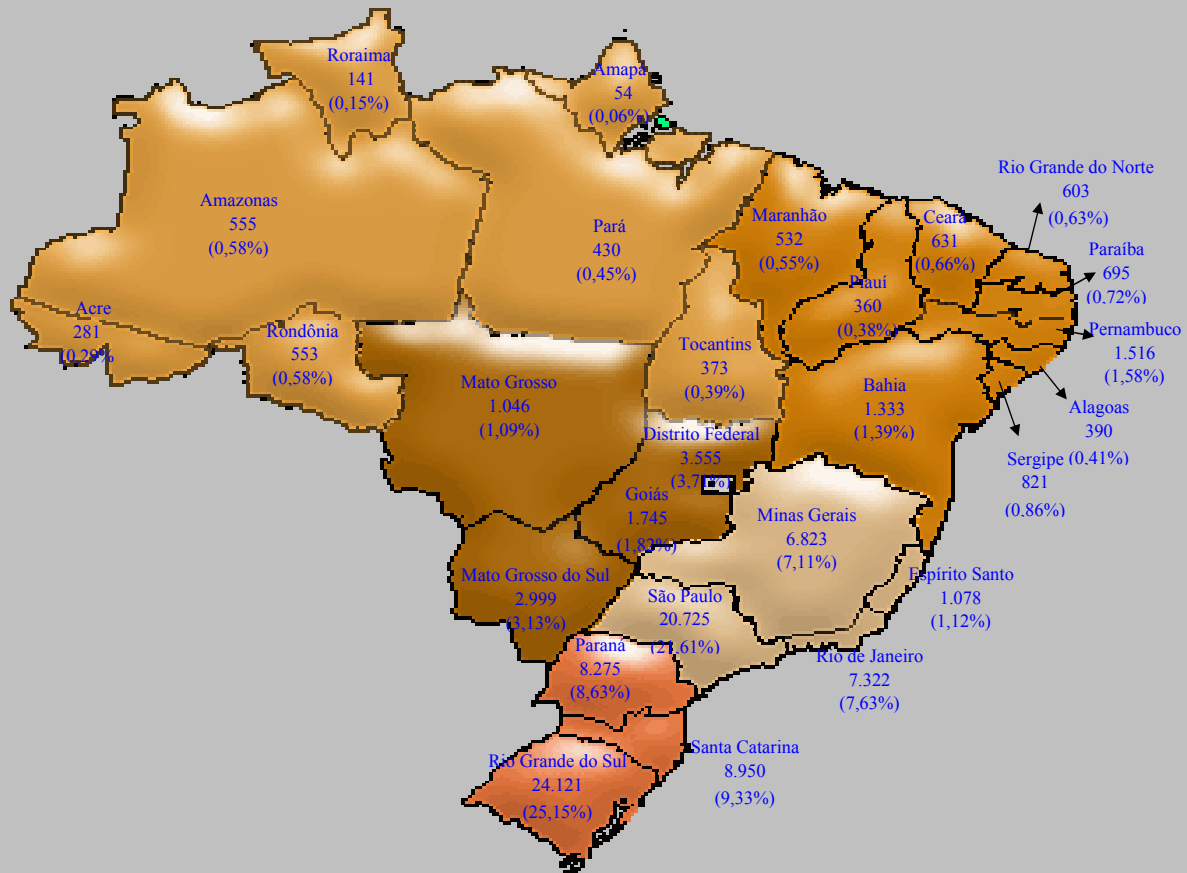 Roraima
141
(0,15%)
Amapá
54
(0,06%)
Amazonas
555
(0,58%)
Pará
430
(0,45%)
Maranhão
532
(0,55%)
Ceará
631
(0,66%)
Rio Grande do Norte
603
(0,63%)
Paraíba
695
(0.72%)
Piauí
360
(0.38%)
Pernambuco
1.516
(1,58%)
Acre
281
(0.29%
Rondônia
553
(0,58%)
Tocantins
373
(0,39%)
Mato Grosso
1.046
(1,09%)
Bahia
1.333
(1,39%)
Alagoas
390
(0.41%)
Sergipe
821
(0.86%)
Distrito Federal
3.555
(3,71%)
Goiás
1.745
(1,82%)
Minas Gerais
6.823
(7,11%)
Espírito Santo
1.078
(1,12%)
Mato Grosso do Sul
2.999
(3,13%)
São Paulo
20.725
(21,61%)
Rio de Janeiro
7.322
(7,63%)
Paraná
8.275
(8,63%)
Santa Catarina
8.950
(9,33%)
Rio Grande do Sul
24.121
(25,15%)